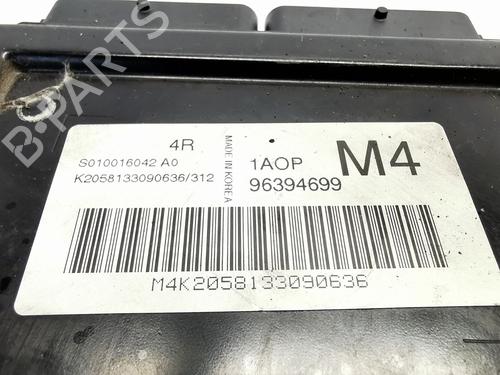 4R
S010016042 A0
K2058133090636/312
MADE IN KOREA
1AOP
96394699
M4
M4K2058133090636
B-PARTS